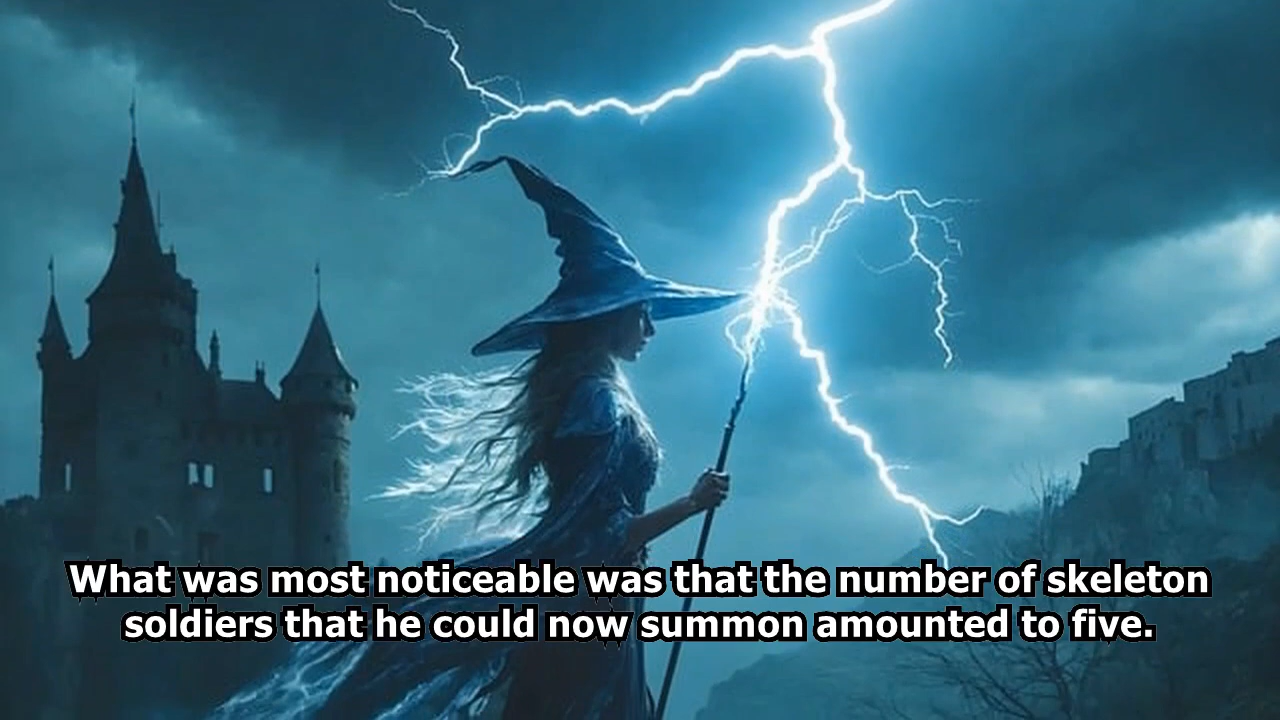 What was most noticeable was that the number of skeleton
soldiers that he could now summon amounted to five.